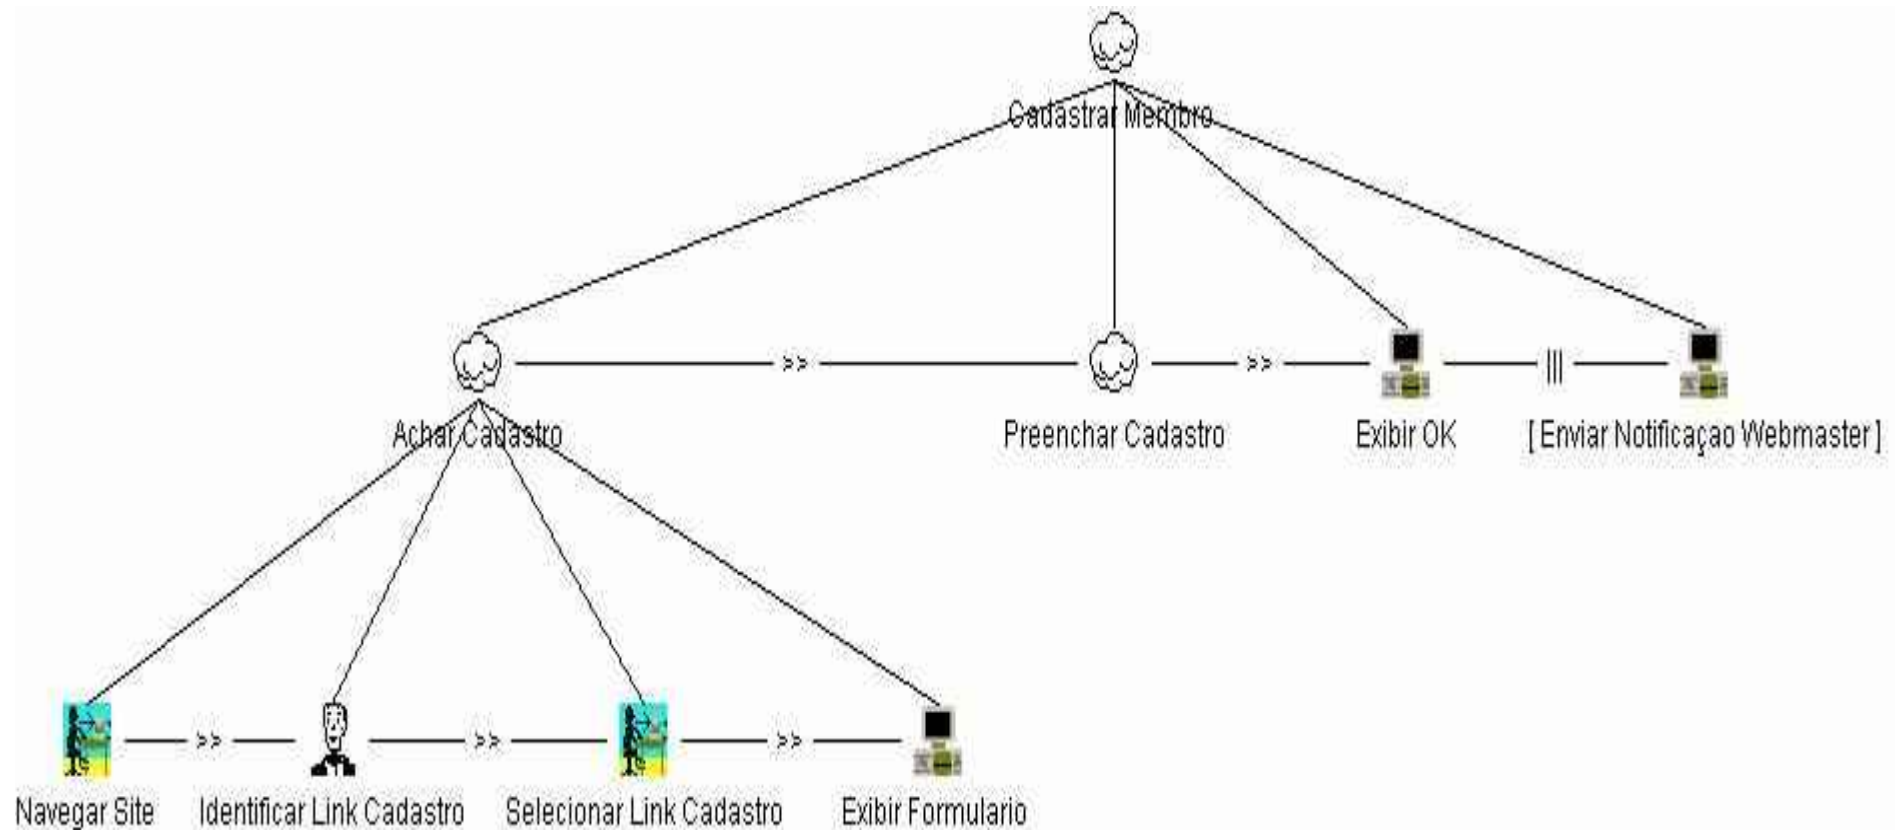 Cadastrar Membro
>>
>>
|||
Achar Cadastro
Preenchar Cadastro
Exibir OK
[ Enviar Notificaçao Webmaster ]
>>
>>
>>
Navegar Site
Identificar Link Cadastro
Selecionar Link Cadastro
Exibir Formulario